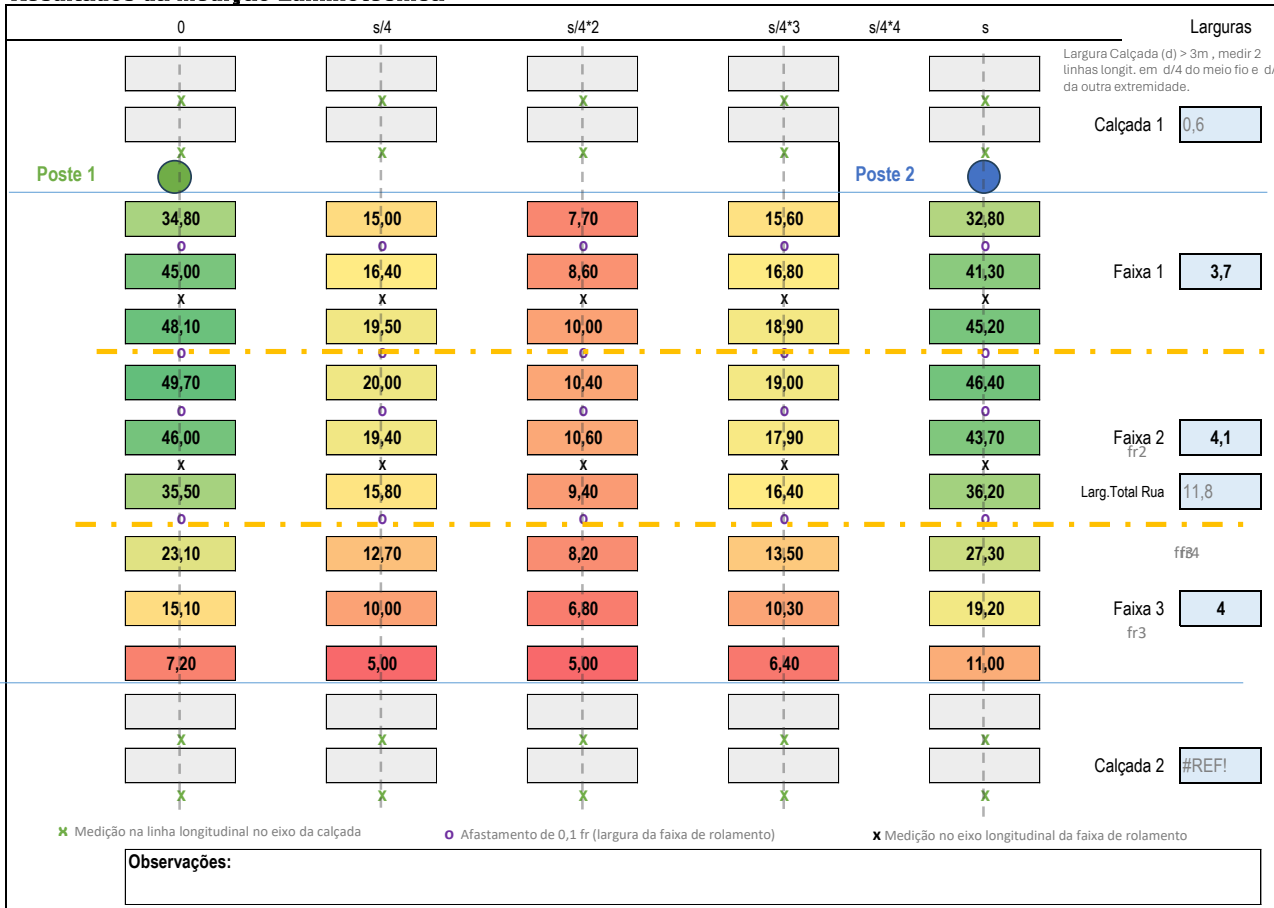 0 s/4 s/4*2 s/4*3 s/4*4 s Larguras
Largura Calçada (d) > 3m , medir 2
linhas longit. em d/4 do meio fio e d/
da outra extremidade.
x x x x x
Calçada 1 0,6
x x x x x
Poste 1 Poste 2
34,80 15,00 7,70 15,60 32,80
o o o o o
45,00 16,40 8,60 16,80 41,30 Faixa 1 3,7
x x x x x
48,10 19,50 10,00 18,90 45,20
o o o o o
49,70 20,00 10,40 19,00 46,40
o o o o o
46,00 19,40 10,60 17,90 43,70 Faixa 2 4,1
fr2
x x x x x
35,50 15,80 9,40 16,40 36,20 Larg.Total Rua 11,8
o o o o o
23,10 12,70 8,20 13,50 27,30
15,10 10,00 6,80 10,30 19,20 Faixa 3 4
fr3
7,20 5,00 5,00 6,40 11,00
x x x x x
Calçada 2 #REF!
x x x x x
x Medição na linha longitudinal no eixo da calçada o Afastamento de 0,1 fr (largura da faixa de rolamento) x Medição no eixo longitudinal da faixa de rolamento
Observações: